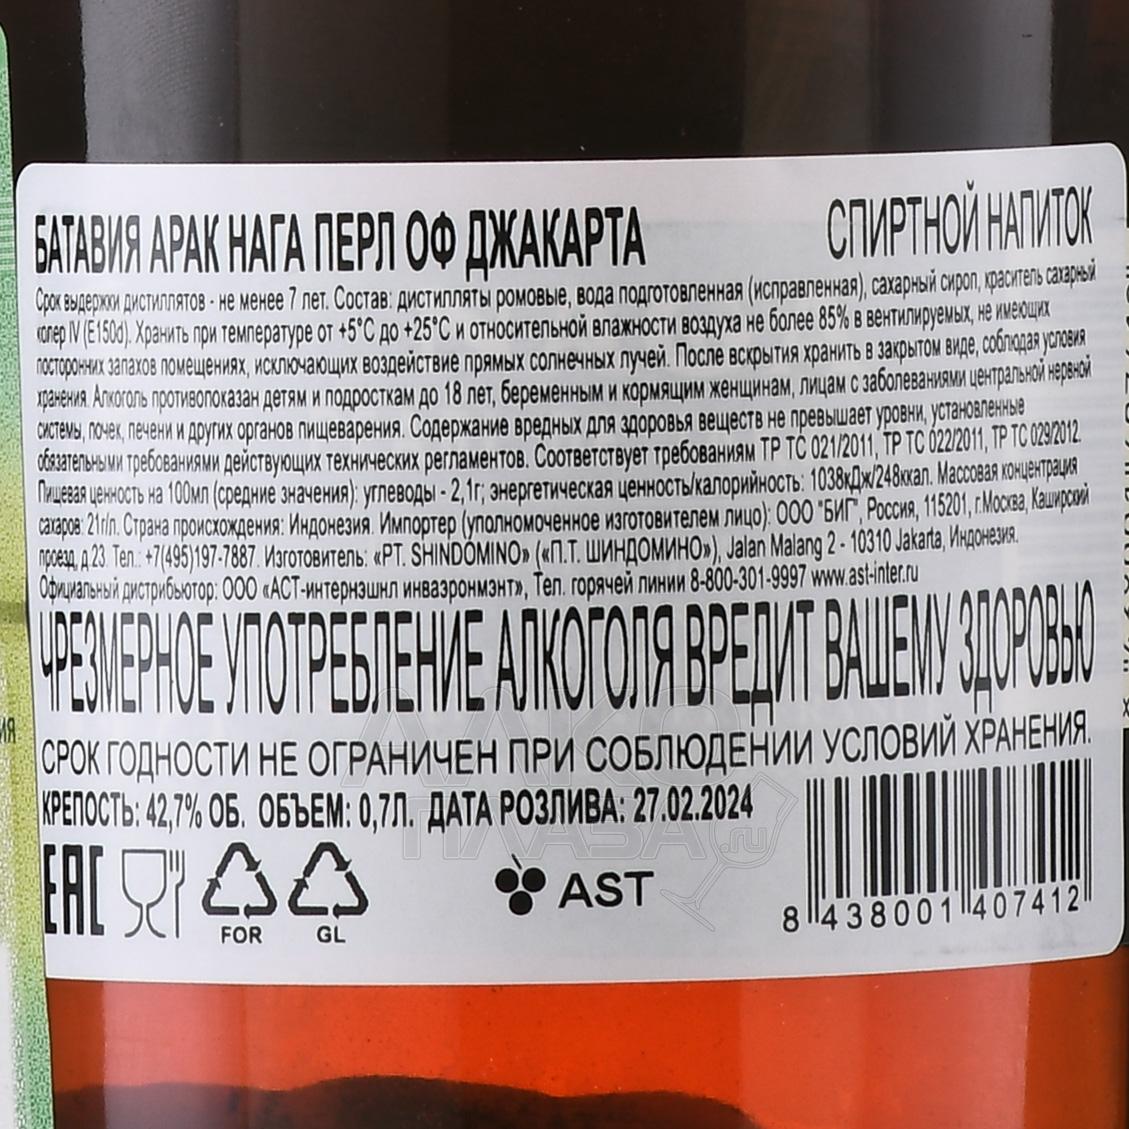 БАТАВИЯ АРАК НАГА ПЕРЛ ОФ ДЖАКАРТА СПИРТНОЙ НАПИТОК
Срок выдержки дистиллятов - не менее 7 лет. Состав: дистилляты ромовые, вода подготовленная (исправленная), сахарный сироп, краситель сахарный
колер IV (Е150d). Хранить при температуре от +5°С до +25°С и относительной влажности воздуха не более 85% в вентилируемых, не имеющих
посторонних запахов помещениях, исключающих воздействие прямых солнечных лучей. После вскрытия хранить в закрытом виде, соблюдая условия
хранения. Алкоголь противопоказан детям и подросткам до 18 лет, беременным и кормящим женщинам, лицам с заболеваниями центральной нервной
системы, почек, печени и других органов пищеварения. Содержание вредных для здоровья веществ не превышает уровни, установленные
обязательными требованиями действующих технических регламентов. Соответствует требованиям ТР ТС 021/2011, ТР ТС 022/2011, ТР ТС 029/2012.
Пищевая ценность на 100мл (средние значения): углеводы - 2,1г; энергетическая ценность/калорийность: 1038кДж/248ккал. Массовая концентрация
сахаров: 21г/л. Страна происхождения: Индонезия. Импортер (уполномоченное изготовителем лицо): ООО "БИГ", Россия, 115201, г.Москва, Каширский
проезд, д.23. Тел.: +7(495)197-7887. Изготовитель: «PT. SHINDOMINO» («П.Т. ШИНДОМИНО»), Jalan Malang 2 - 10310 Jakarta, Индонезия.
Официальный дистрибьютор: ООО «АСТ-интернэшнл инваэронмэнт», Тел. горячей линии 8-800-301-9997 www.ast-inter.ru
ЧРЕЗМЕРНОЕ УПОТРЕБЛЕНИЕ АЛКОГОЛЯ ВРЕДИТ ВАШЕМУ ЗДОРОВЬЮ
СРОК ГОДНОСТИ НЕ ОГРАНИЧЕН ПРИ СОБЛЮДЕНИИ УСЛОВИЙ ХРАНЕНИЯ.
КРЕПОСТЬ: 42,7% ОБ. ОБЪЕМ: 0,7Л. ДАТА РОЗЛИВА: 27.02.2024
АЛКО
ПЛАЗА.ru
EAC
FOR GL
AST
8 438001 407412